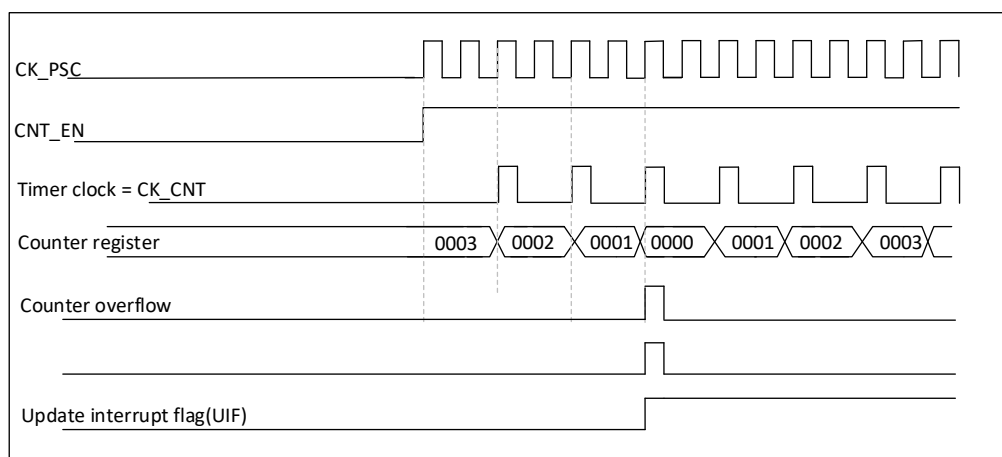 CK_PSC
CNT_EN
Timer clock = CK_CNT
Counter register 0003 0002 0001 0000 0001 0002 0003
Counter overflow
Update interrupt flag(UIF)